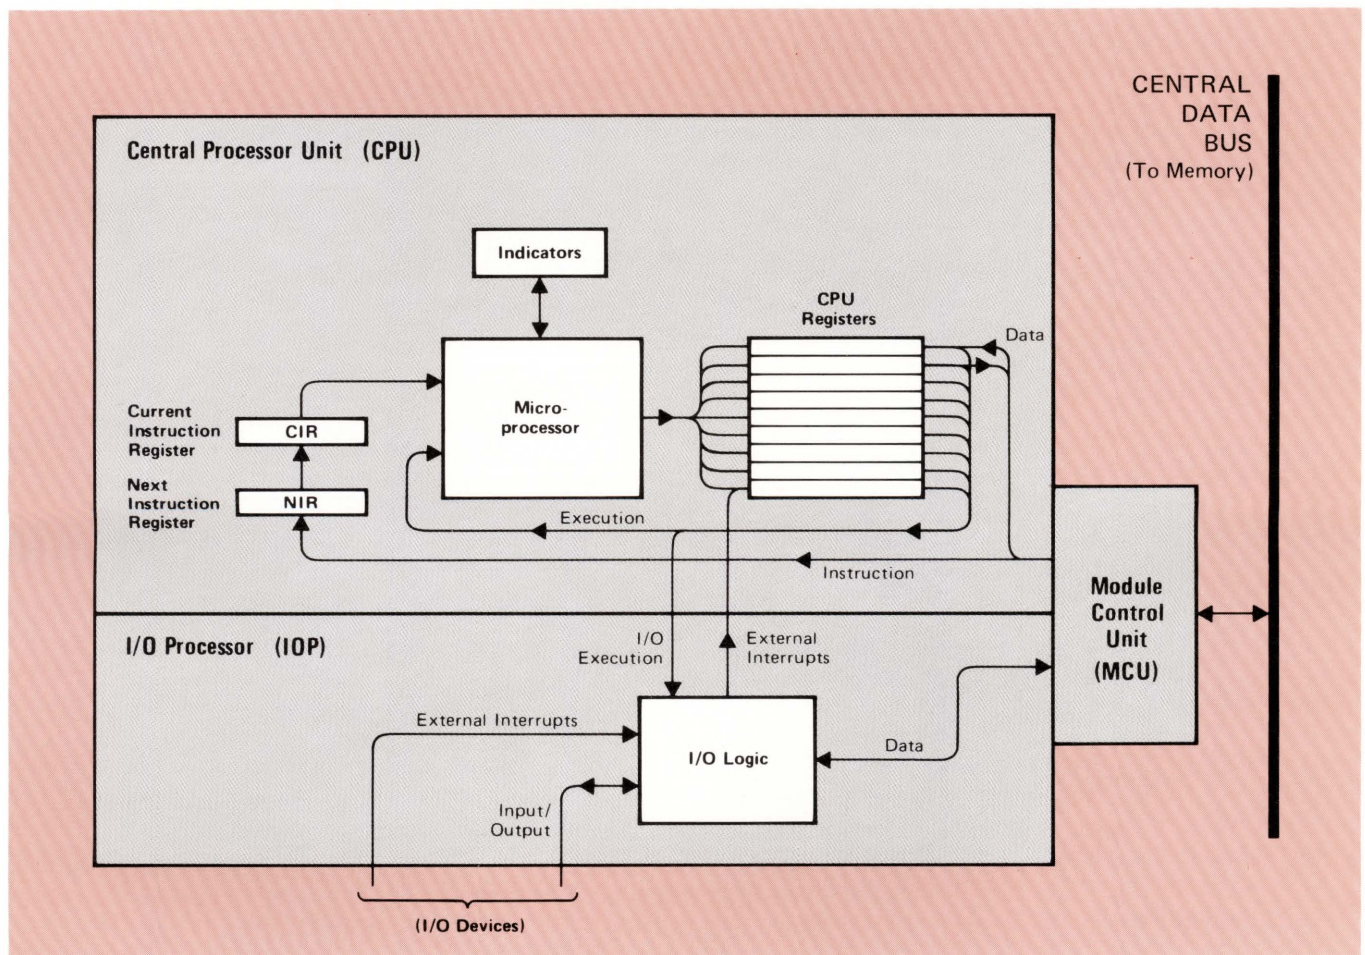 CENTRAL
DATA
BUS
(To Memory)
Central Processor Unit (CPU)
Indicators
CPU
Registers
Data
Micro-
processor
Current
Instruction
Register
CIR
Next
Instruction
Register
NIR
Execution
Instruction
Module
Control
Unit
(MCU)
I/O Processor (IOP)
I/O
Execution
External
Interrupts
External Interrupts
I/O Logic
Data
Input/
Output
(I/O Devices)